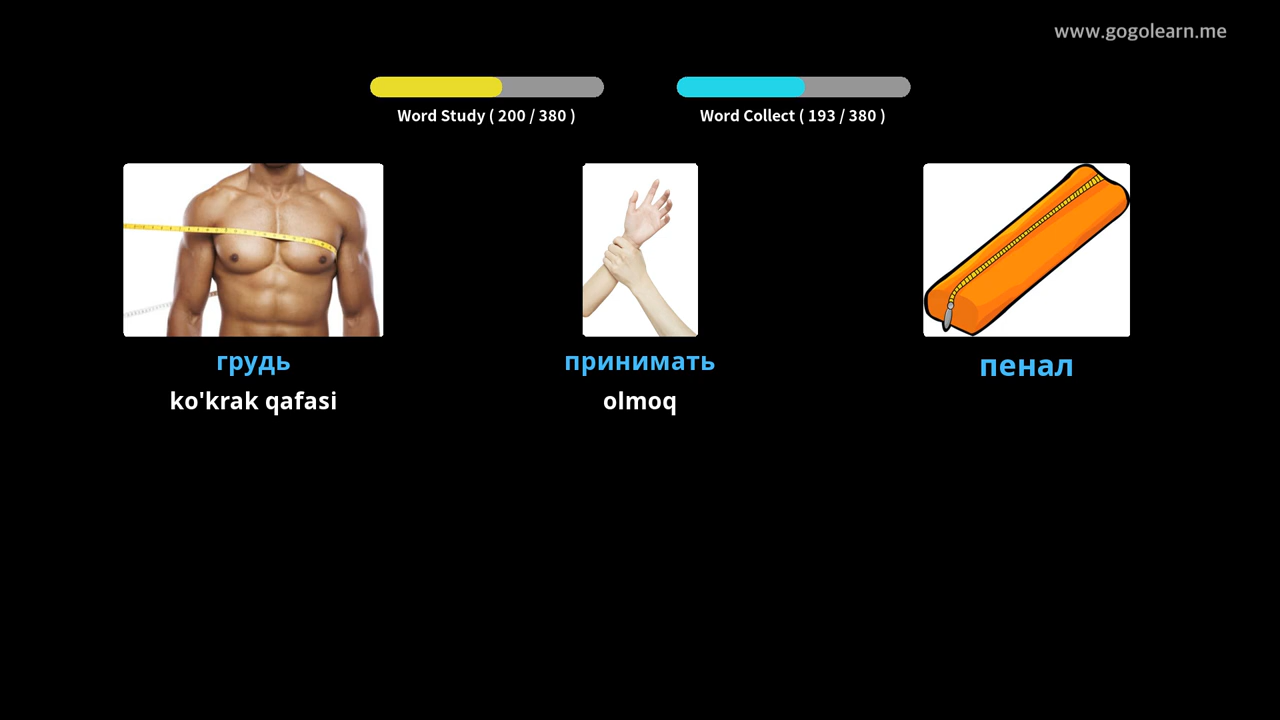 www.gogolearn.me
Word Study ( 200 / 380 )
Word Collect ( 193 / 380 )
грудь
ko'krak qafasi
принимать
olmoq
пенал